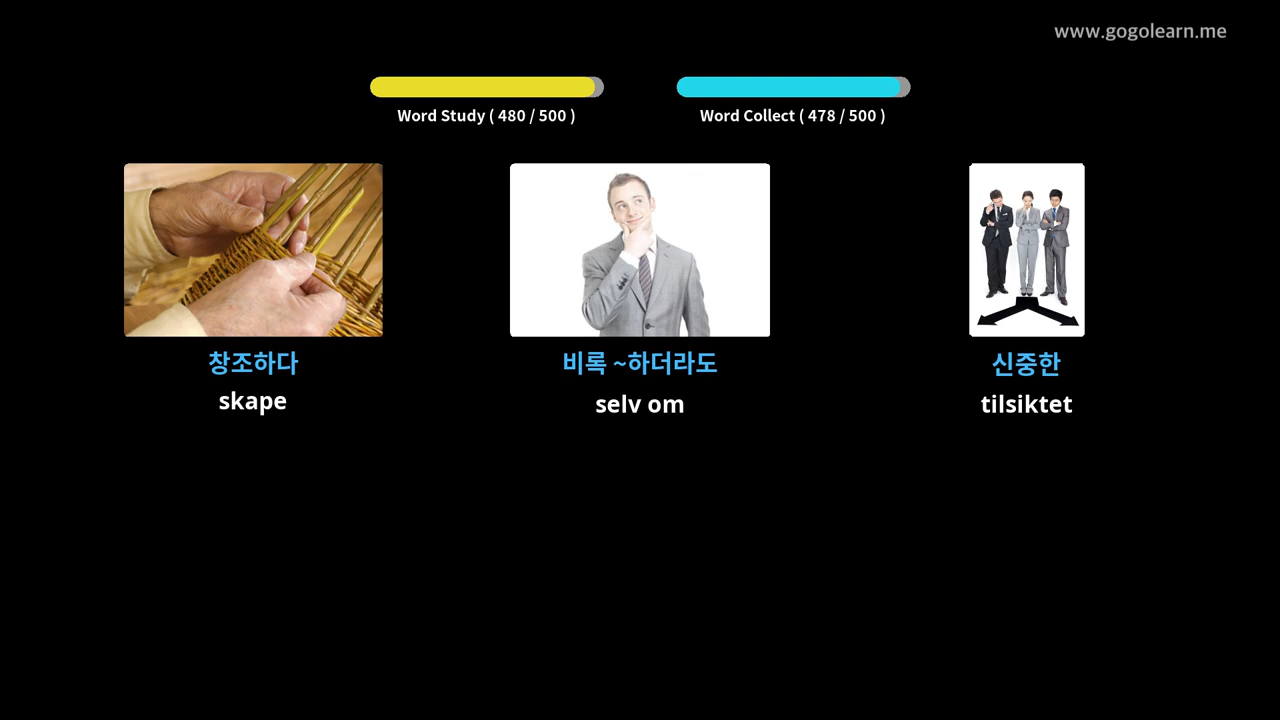 www.gogolearn.me
Word Study ( 480 / 500 )
Word Collect ( 478 / 500 )
창조하다
skape
비록 ~하더라도
selv om
신중한
tilsiktet